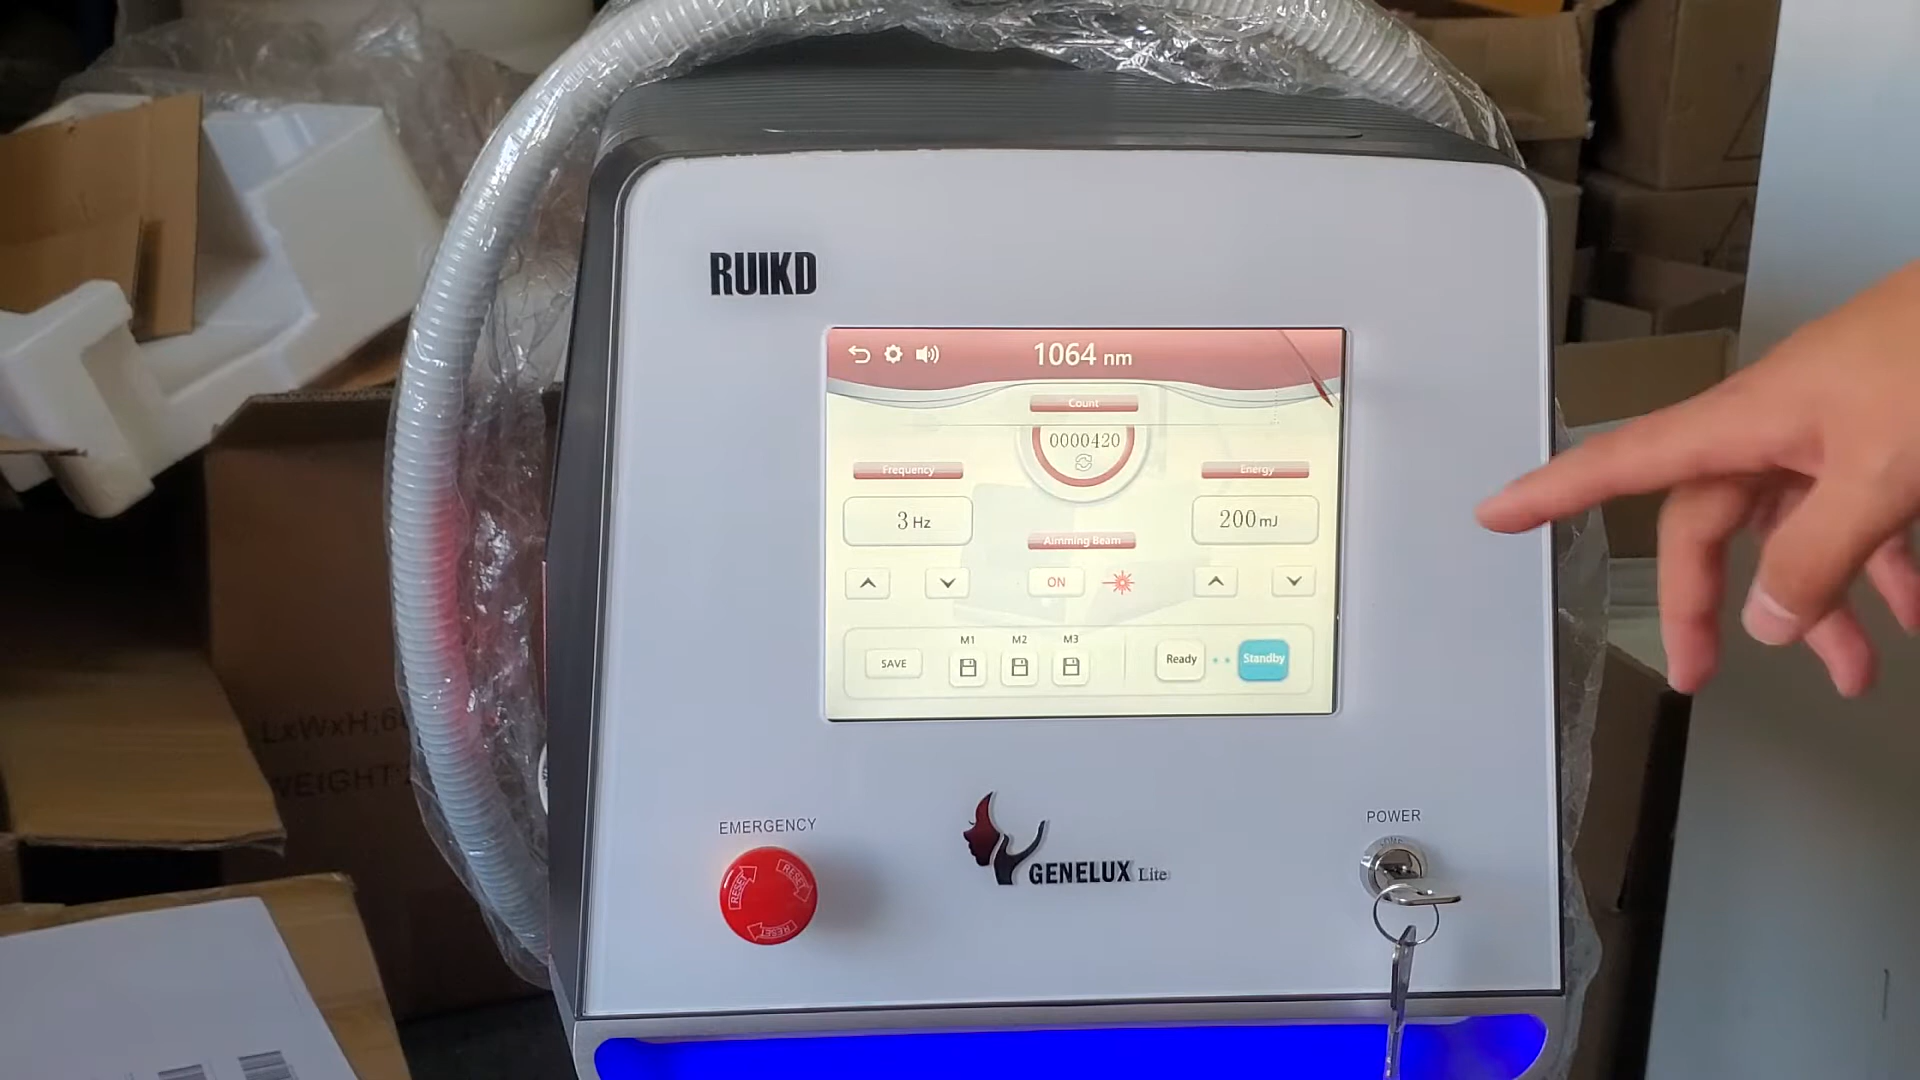 RUIKD
1064 nm
Count
0000420
Frequency
Energy
3 Hz
200 mJ
Aimming Beam
ON
M1 M2 M3
SAVE
Ready
Standby
EMERGENCY
RESET
RESET
RESET
POWER
GENELUX Lite
LxWxH;6
WEIGHT: